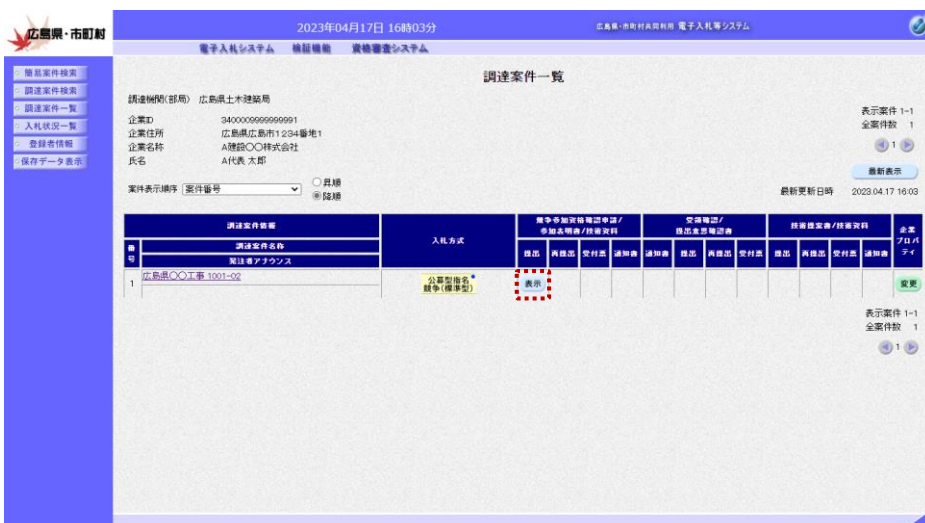 広島県・市町村
2023年04月17日 16時03分
広島県・市町村共同利用 電子入札等システム
電子入札システム 検証機能 資格審査システム
簡易案件検索
調達案件検索
調達案件一覧
入札状況一覧
登録者情報
保存データ表示
調達案件一覧
調達機関(部局) 広島県土木建築局
企業ID 3400009999999991
企業住所 広島県広島市1234番地1
企業名称 A建設〇〇株式会社
氏名 A代表 太郎
案件表示順序 案件番号
昇順
降順
表示案件 1-1
全案件数 1
1
最新表示
最新更新日時 2023.04.17 16:03
調達案件情報
番号
調達案件名称
発注者アナウンス
入札方式
競争参加資格確認申請/
参加表明書/技術資料
提出 再提出 受付票 通知書
受領確認/
提出意思確認書
通知書 提出 再提出 受付票
技術提案書/技術資料
提出 再提出 受付票 通知書
企業
プロパ
ティ
1
広島県〇〇工事 1001-02
公募型指名
競争(標準型)
表示
変更
表示案件 1-1
全案件数 1
1